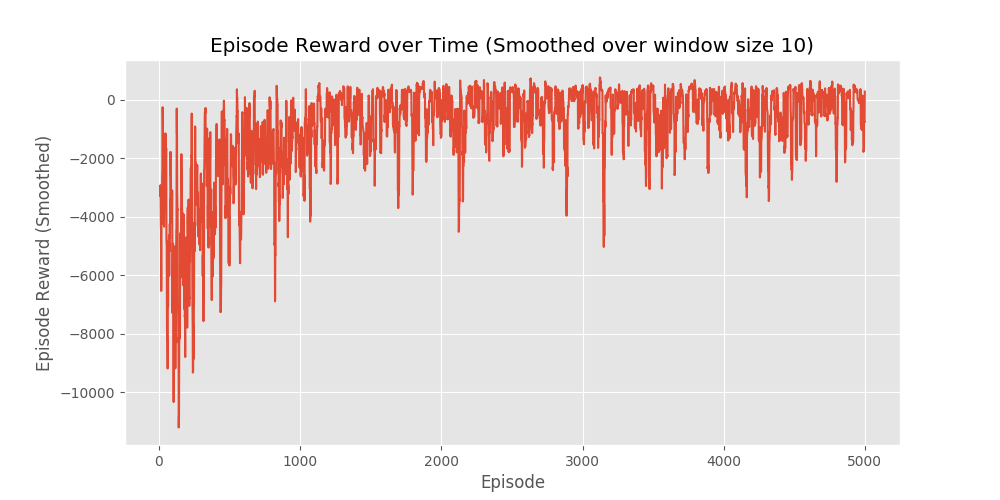 Episode Reward over Time (Smoothed over window size 10)
Episode Reward (Smoothed)
0
−2000
−4000
−6000
−8000
−10000
0 1000 2000 3000 4000 5000
Episode